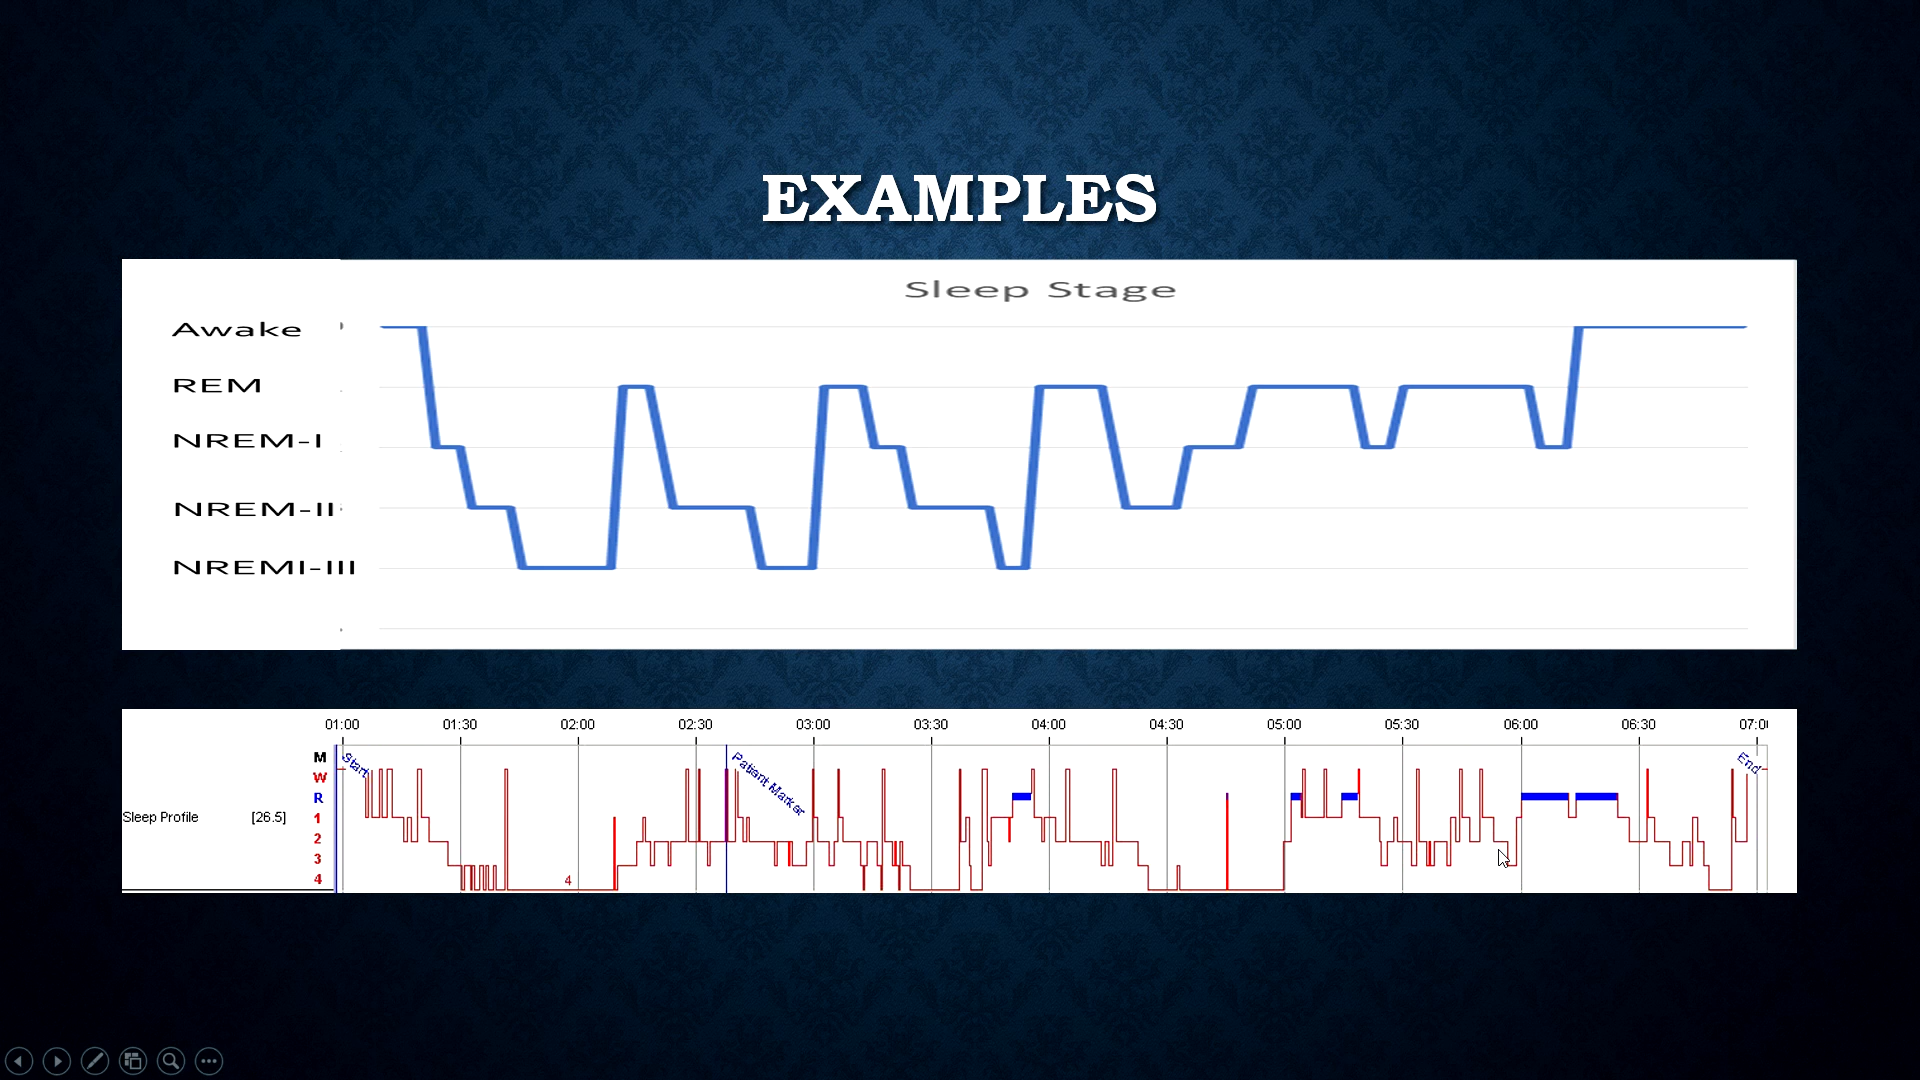 EXAMPLES
Sleep Stage
Awake
REM
NREM-I
NREM-II
NREMI-III
01:00 01:30 02:00 02:30 03:00 03:30 04:00 04:30 05:00 05:30 06:00 06:30 07:0
M
W
R
1
2
3
4
Start
Patient Marker
End
Sleep Profile [26.5]
4